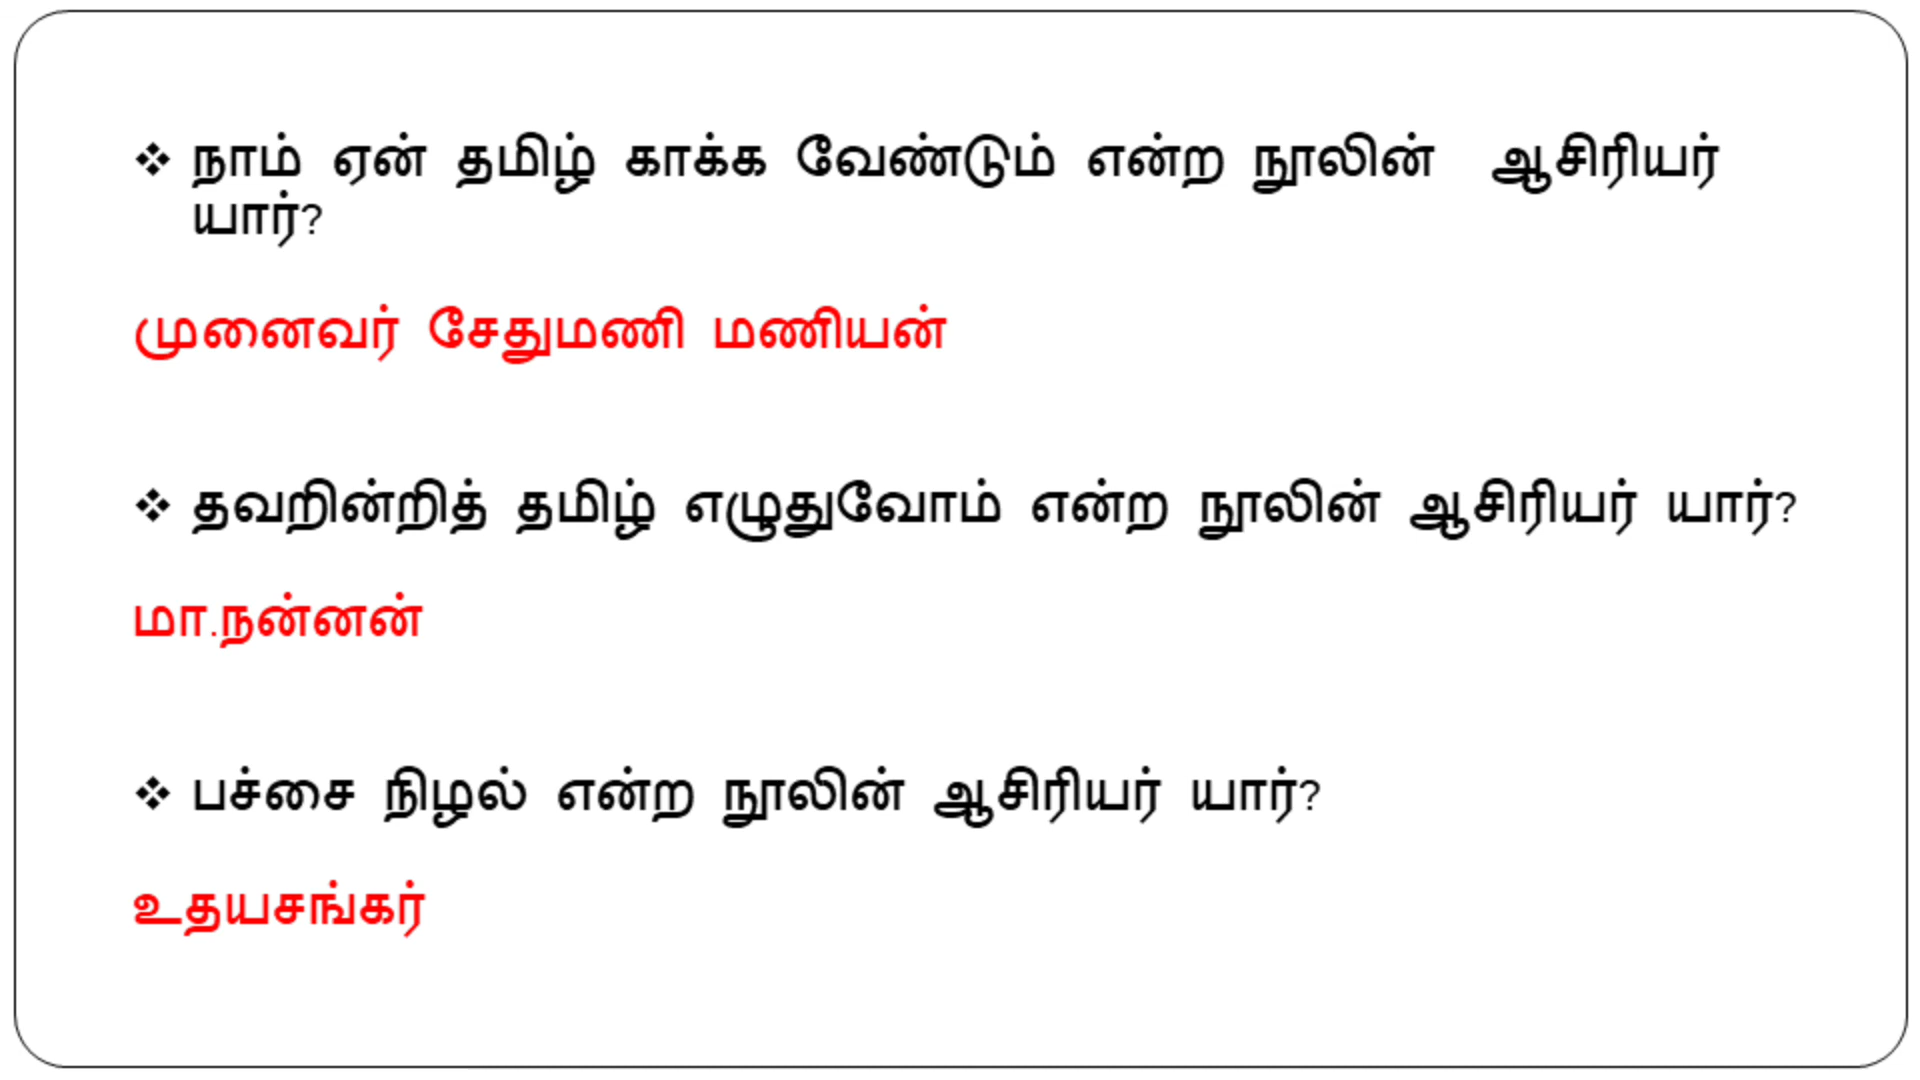 ❖ நாம் ஏன் தமிழ் காக்க வேண்டும் என்ற நூலின் ஆசிரியர்
யார்?
முனைவர் சேதுமணி மணியன்
❖ தவறின்றித் தமிழ் எழுதுவோம் என்ற நூலின் ஆசிரியர் யார்?
மா.நன்னன்
❖ பச்சை நிழல் என்ற நூலின் ஆசிரியர் யார்?
உதயசங்கர்